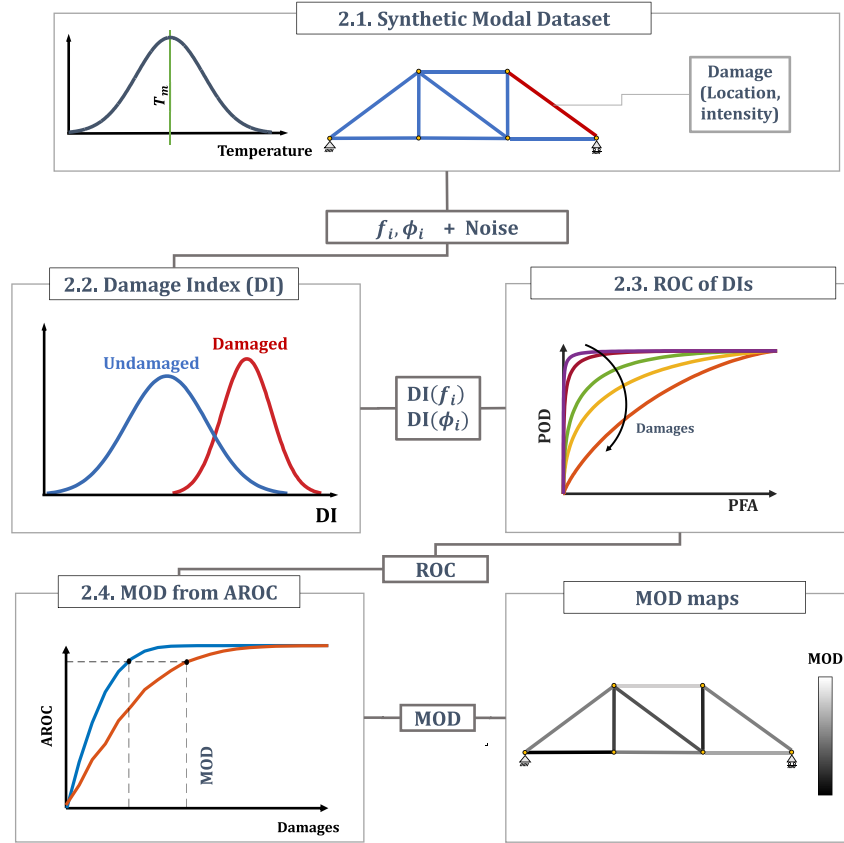 2.1. Synthetic Modal Dataset
T_m
Temperature
Damage
(Location,
intensity)
f_i, ϕ_i + Noise
2.2. Damage Index (DI)
Undamaged
Damaged
DI
DI(f_i)
DI(ϕ_i)
2.3. ROC of DIs
POD
Damages
PFA
ROC
2.4. MOD from AROC
AROC
MOD
Damages
MOD
MOD maps
MOD